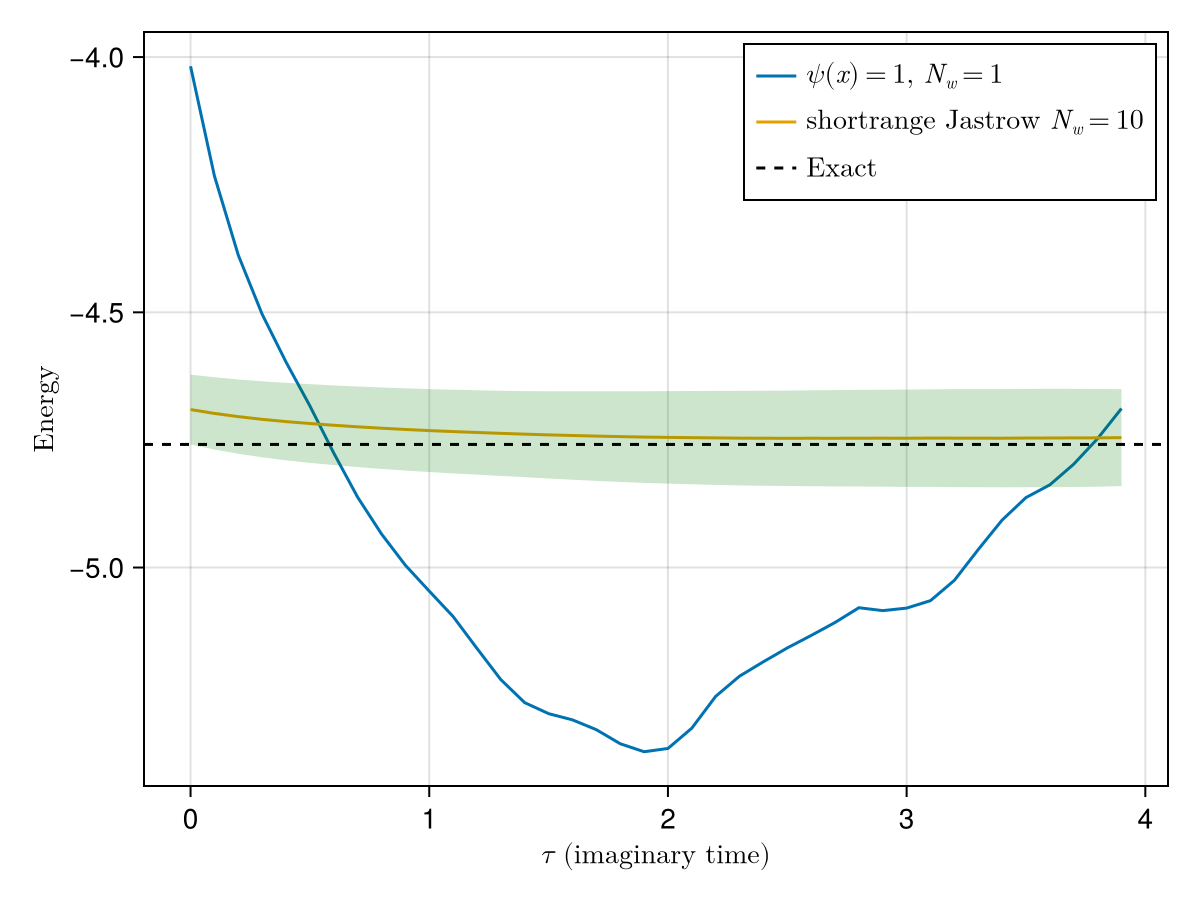 −4.0
−4.5
−5.0
Energy
ψ(x) = 1, N_w = 1
shortrange Jastrow N_w = 10
Exact
0 1 2 3 4
τ (imaginary time)